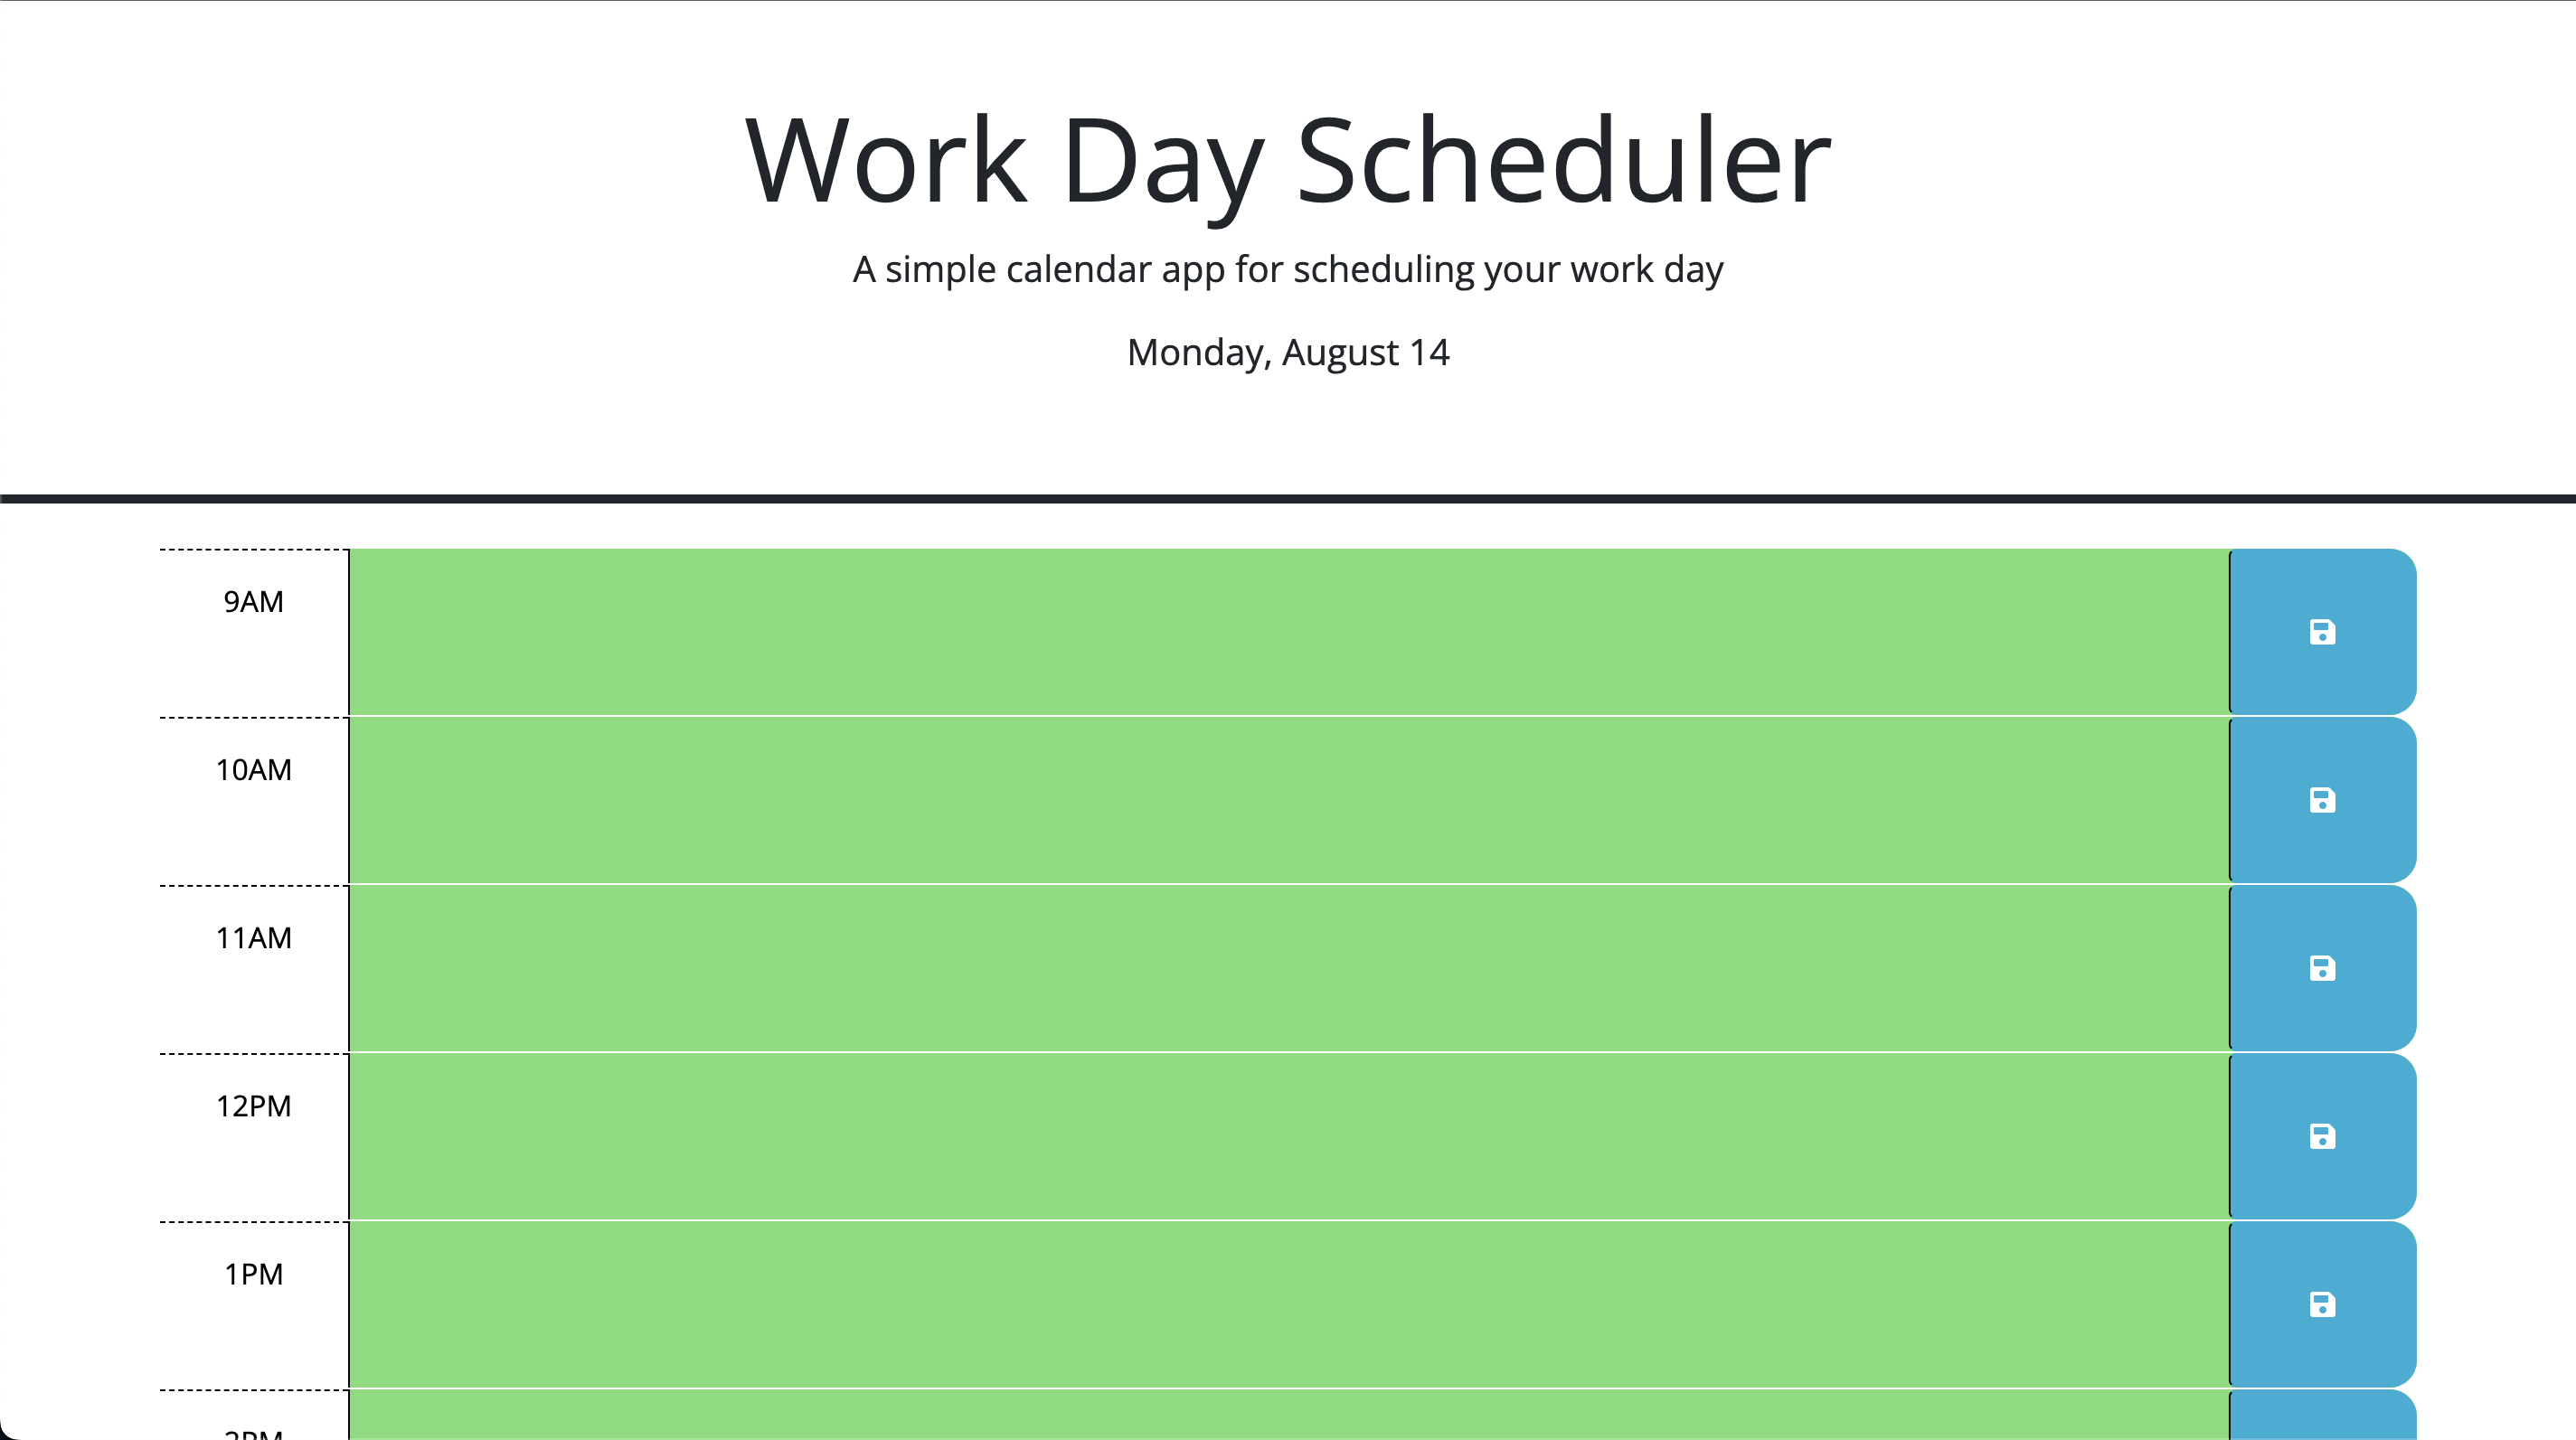 Work Day Scheduler
A simple calendar app for scheduling your work day
Monday, August 14
9AM
10AM
11AM
12PM
1PM
2PM